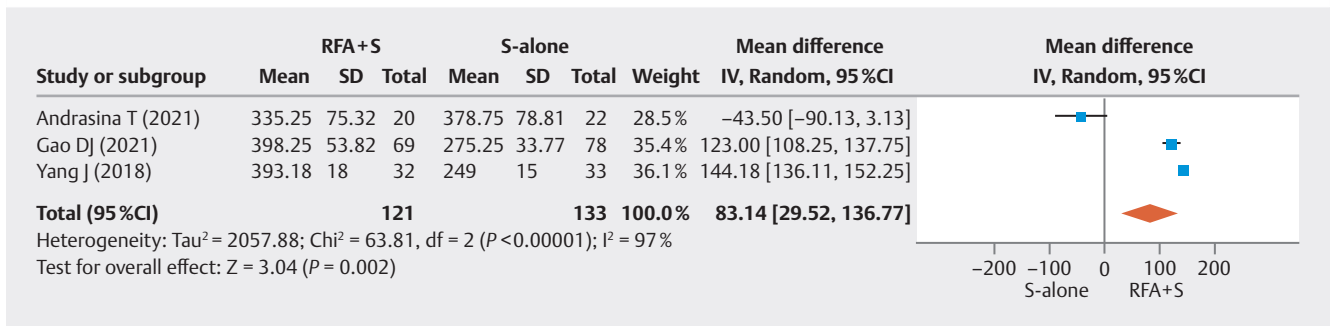 RFA+S S-alone Mean difference Mean difference
Study or subgroup Mean SD Total Mean SD Total Weight IV, Random, 95%CI IV, Random, 95%CI
Andrasina T (2021) 335.25 75.32 20 378.75 78.81 22 28.5% −43.50 [−90.13, 3.13]
Gao DJ (2021) 398.25 53.82 69 275.25 33.77 78 35.4% 123.00 [108.25, 137.75]
Yang J (2018) 393.18 18 32 249 15 33 36.1% 144.18 [136.11, 152.25]
Total (95%CI) 121 133 100.0% 83.14 [29.52, 136.77]
Heterogeneity: Tau² = 2057.88; Chi² = 63.81, df = 2 (P<0.00001); I² = 97%
Test for overall effect: Z = 3.04 (P = 0.002)
−200 −100 0 100 200
S-alone RFA+S